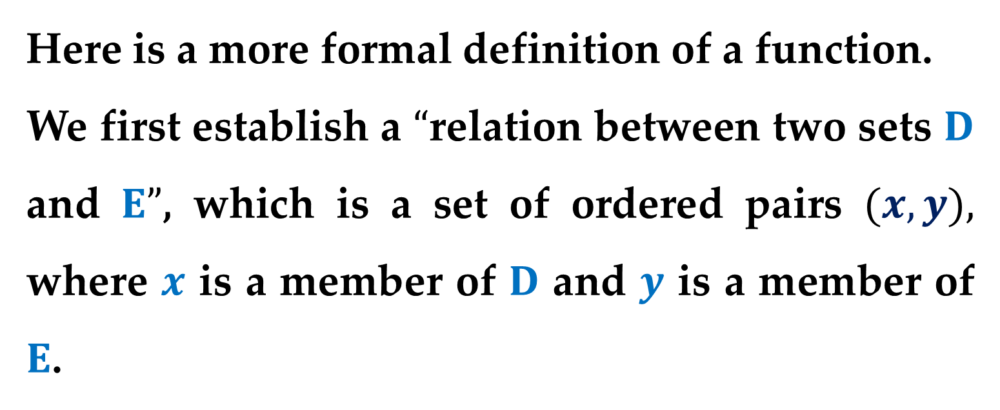 Here is a more formal definition of a function.
We first establish a “relation between two sets D
and E”, which is a set of ordered pairs (x, y),
where x is a member of D and y is a member of
E.